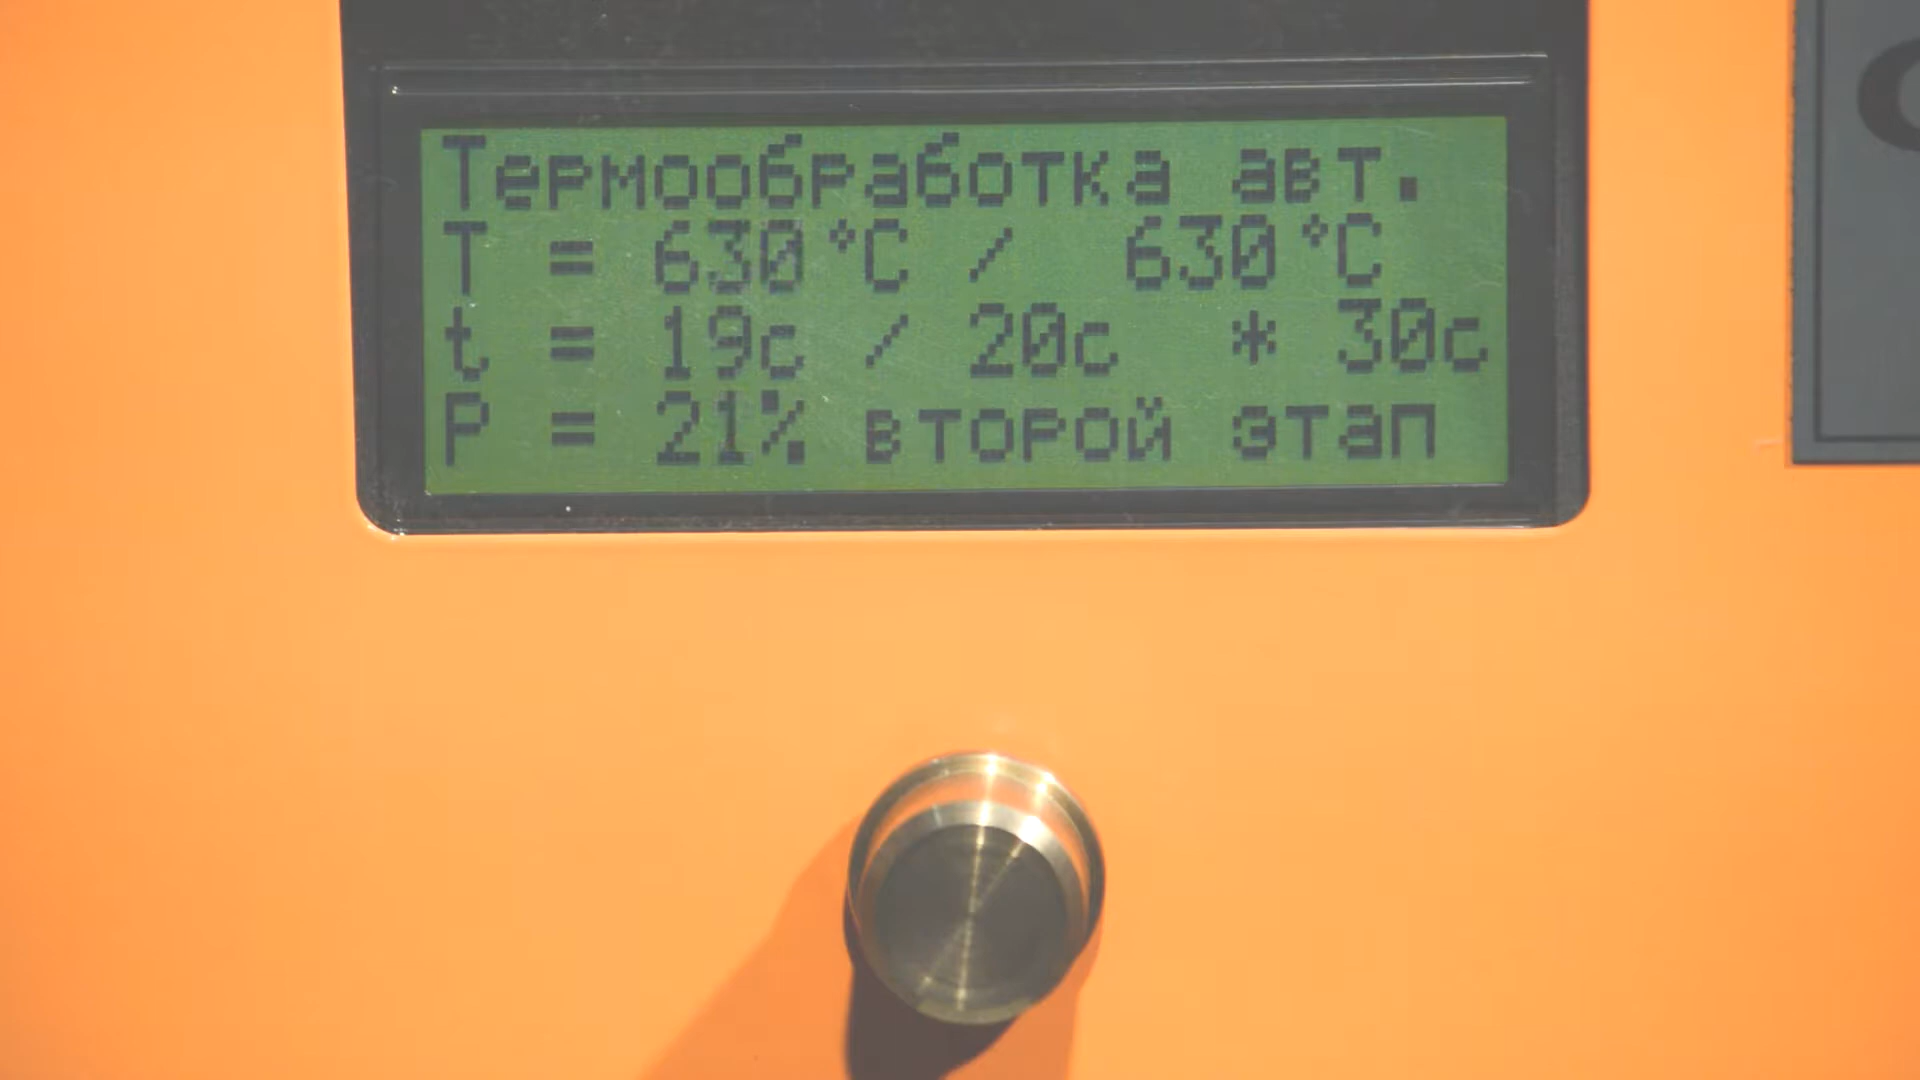 Термообработка авт.
T = 630°C / 630°C
t = 19с / 20с * 30с
P = 21% второй этап